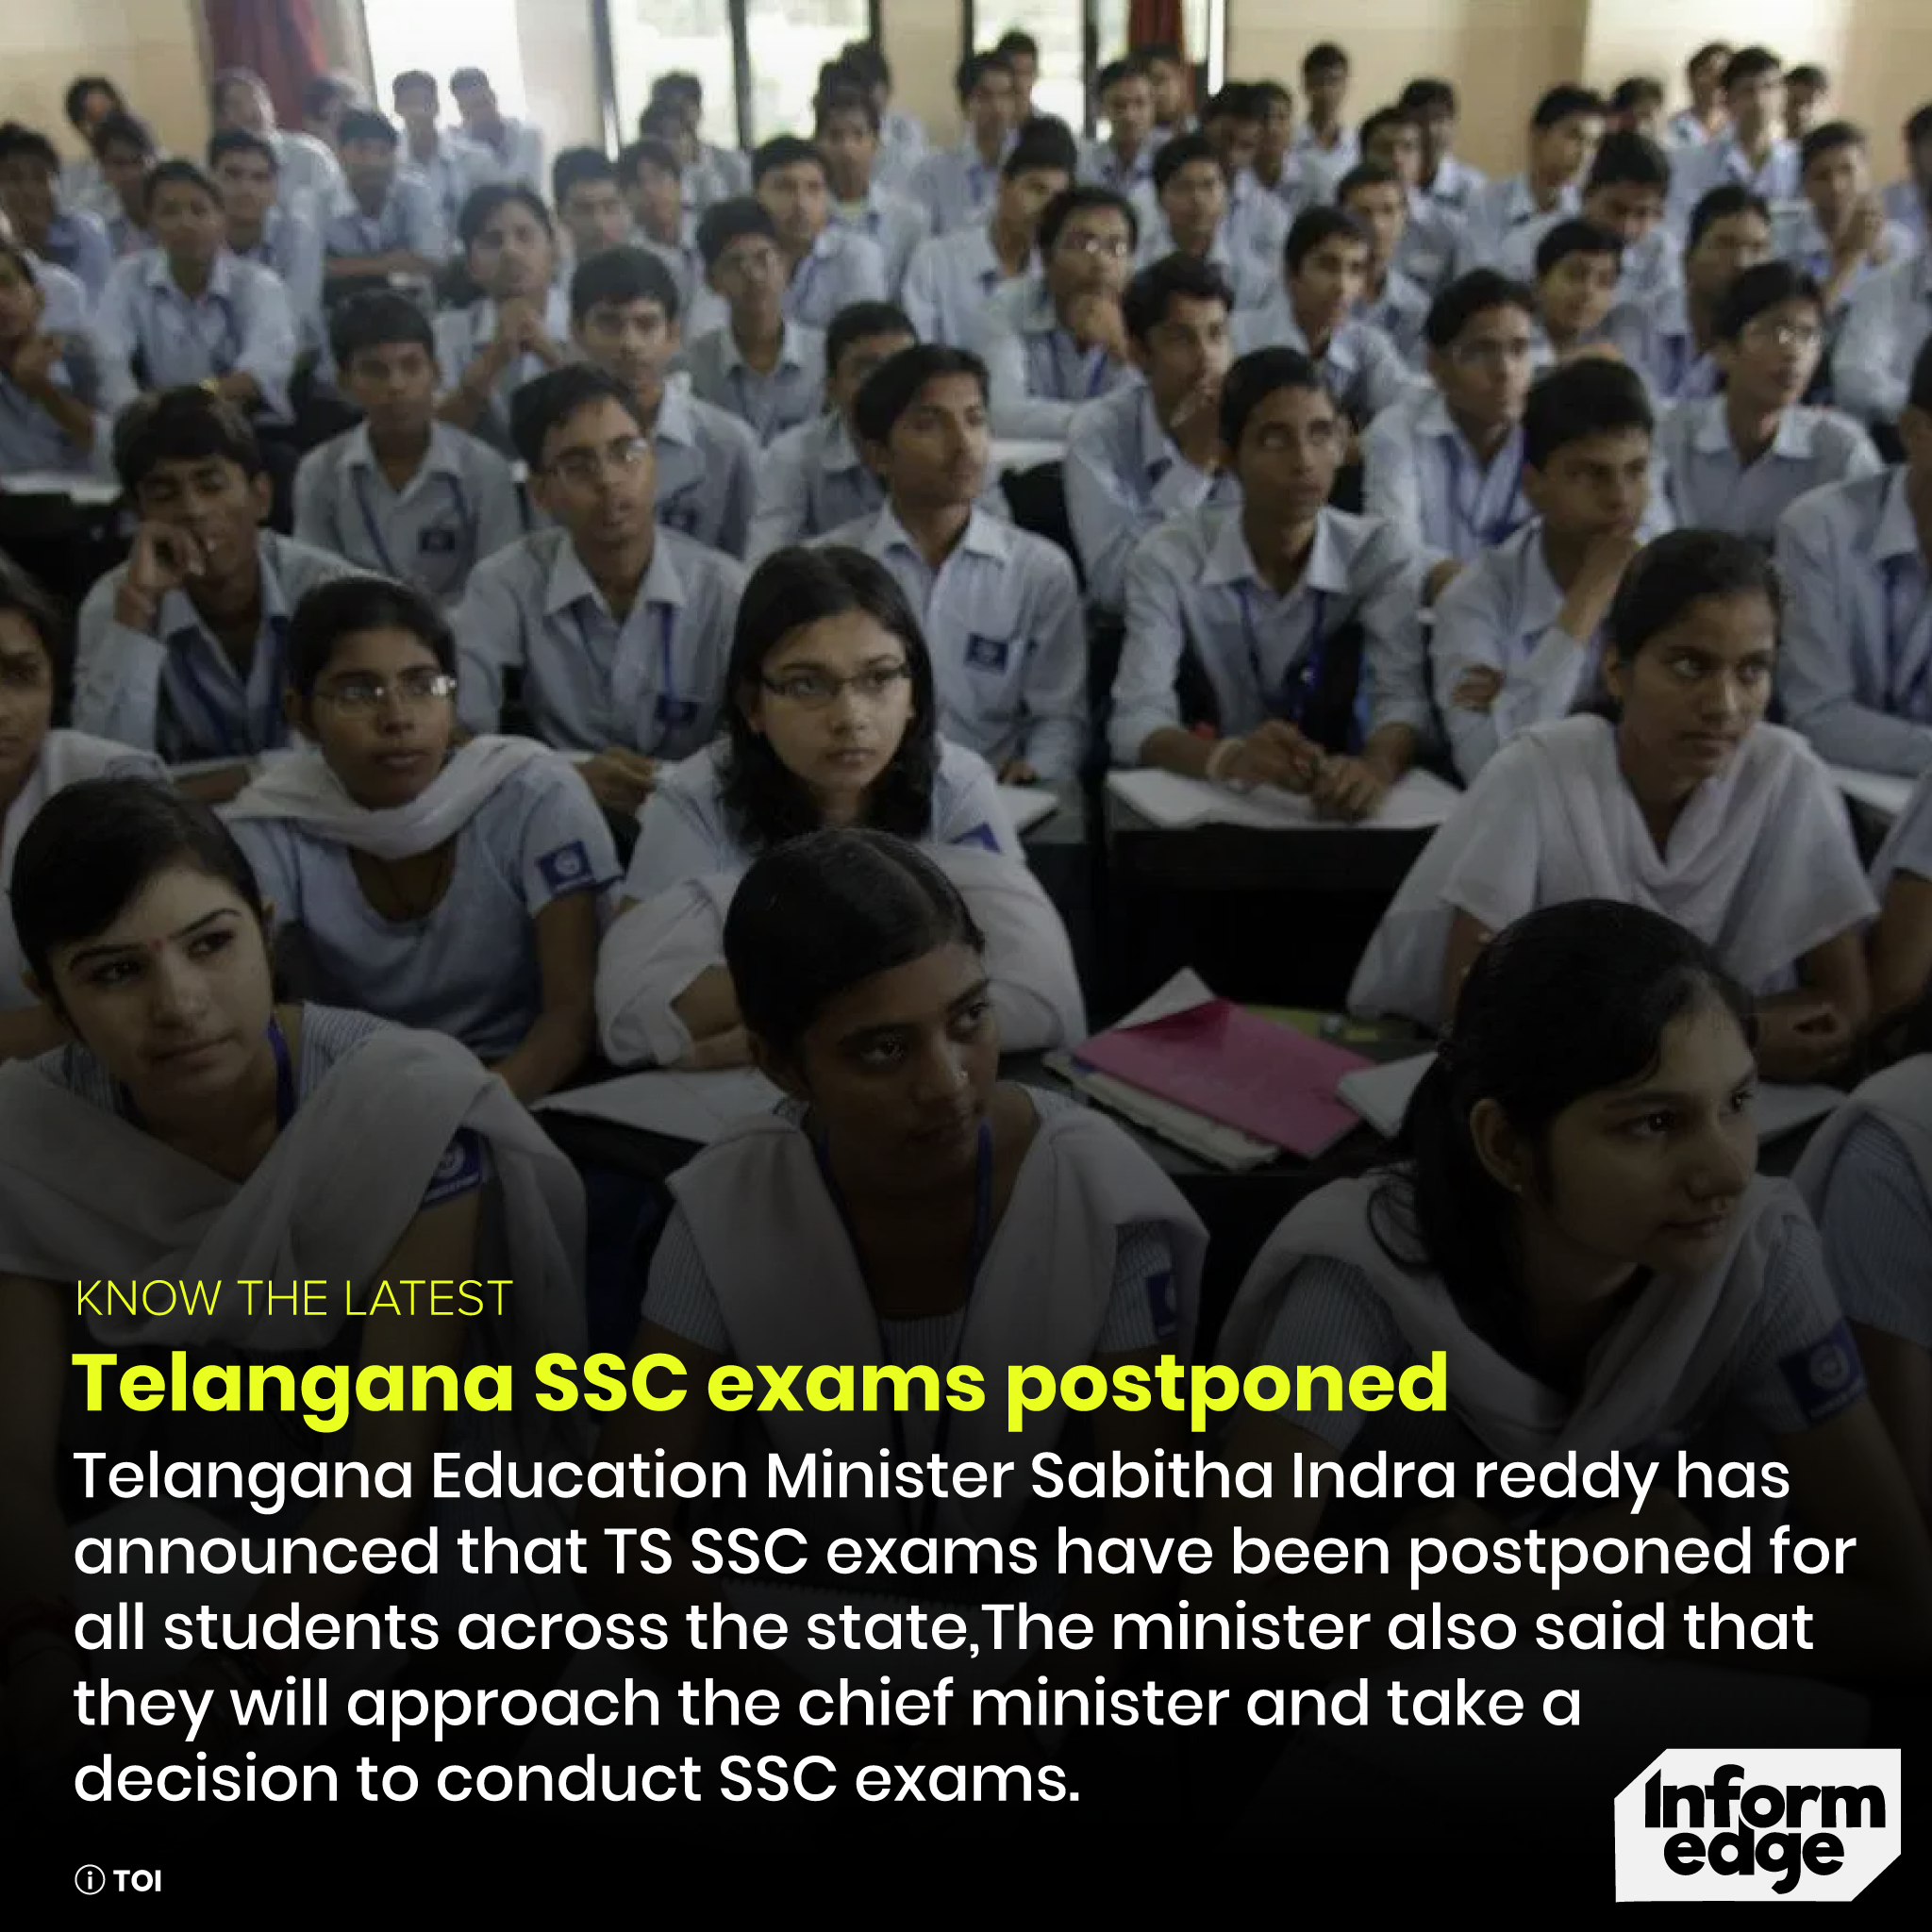 KNOW THE LATEST
Telangana SSC exams postponed
Telangana Education Minister Sabitha Indra reddy has
announced that TS SSC exams have been postponed for
all students across the state,The minister also said that
they will approach the chief minister and take a
decision to conduct SSC exams.
Inform
edge
TOI